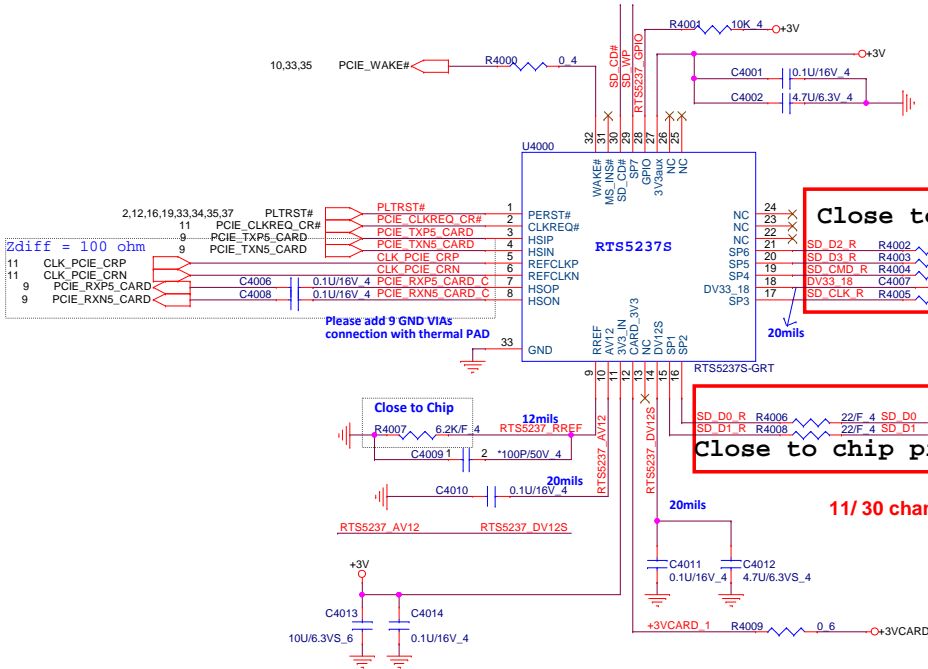 R4001 10K_4 +3V
10,33,35 PCIE_WAKE# R4000 0_4
SD_CD#
SD_WP
RTS5237_GPIO
+3V
C4001 0.1U/16V_4
C4002 4.7U/6.3V_4
32
31
30
29
28
27
26
25
U4000
WAKE#
MS_INS#
SD_CD#
SP7
GPIO
3V3aux
NC
NC
2,12,16,19,33,34,35,37 PLTRST# PLTRST# 1 PERST#
11 PCIE_CLKREQ_CR# PCIE_CLKREQ_CR# 2 CLKREQ#
9 PCIE_TXP5_CARD PCIE_TXP5_CARD 3 HSIP
9 PCIE_TXN5_CARD PCIE_TXN5_CARD 4 HSIN
Zdiff = 100 ohm
11 CLK_PCIE_CRP CLK_PCIE_CRP 5 REFCLKP
11 CLK_PCIE_CRN CLK_PCIE_CRN 6 REFCLKN
9 PCIE_RXP5_CARD C4006 0.1U/16V_4 PCIE_RXP5_CARD_C 7 HSOP
9 PCIE_RXN5_CARD C4008 0.1U/16V_4 PCIE_RXN5_CARD_C 8 HSON
RTS5237S
NC 24
NC 23
NC 22
SP6 21 SD_D2_R R4002
SP5 20 SD_D3_R R4003
SP4 19 SD_CMD_R R4004
DV33_18 18 DV33_18 C4007
SP3 17 SD_CLK_R R4005
Close to
20mils
Please add 9 GND VIAs
connection with thermal PAD
33 GND
RREF
AV12
3V3_IN
CARD_3V3
NC
DV12S
SP1
SP2
RTS5237S-GRT
9
10
11
12
13
14
15
16
Close to Chip
R4007 6.2K/F_4 RTS5237_RREF
12mils
C4009 1 2 *100P/50V_4
20mils
C4010 0.1U/16V_4
RTS5237_AV12
RTS5237_DV12S
SD_D0_R R4006 22/F_4 SD_D0
SD_D1_R R4008 22/F_4 SD_D1
Close to chip
20mils
11/ 30
RTS5237_AV12 RTS5237_DV12S
C4011
0.1U/16V_4
C4012
4.7U/6.3VS_4
+3V
C4013
10U/6.3VS_6
C4014
0.1U/16V_4
+3VCARD_1 R4009 0_6 +3VCARD